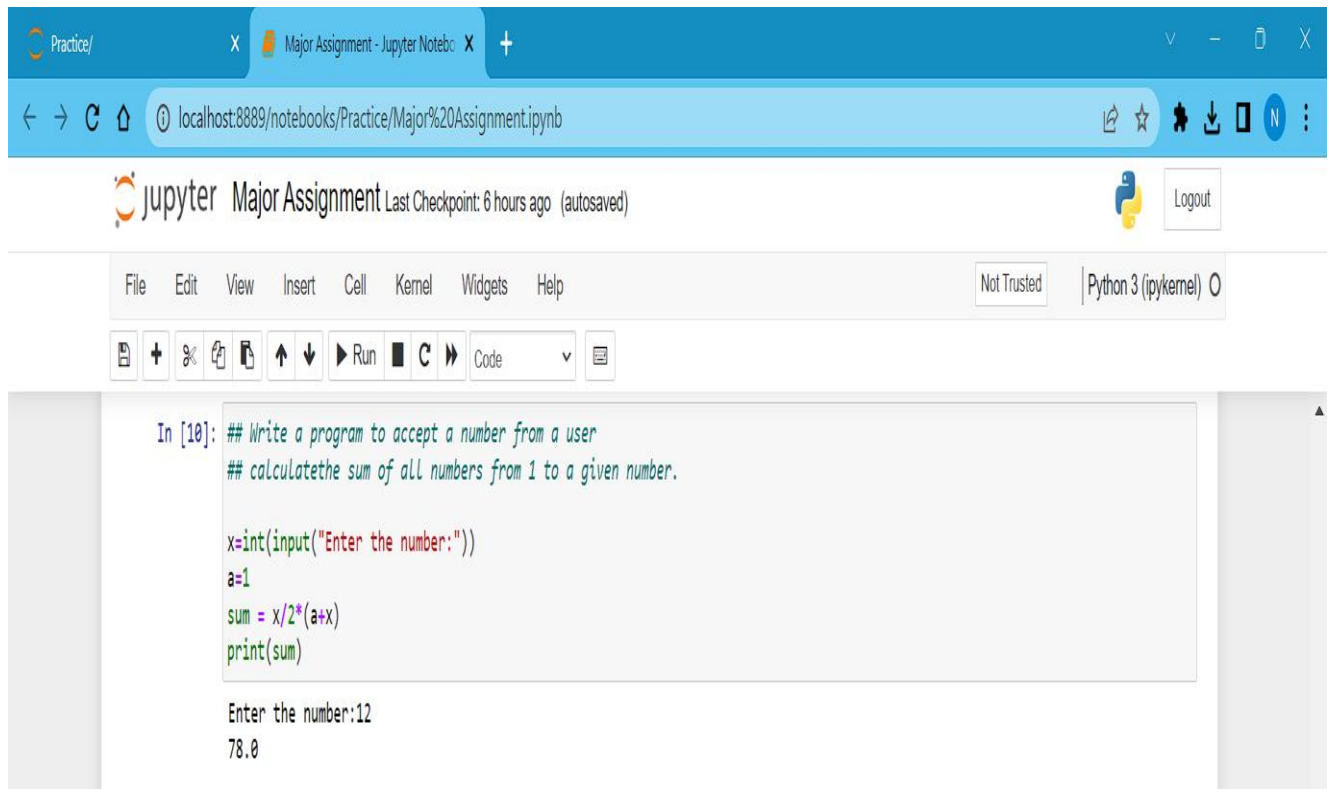 Practice/ X Major Assignment - Jupyter Notebo X +
localhost:8889/notebooks/Practice/Major%20Assignment.ipynb N
jupyter Major Assignment Last Checkpoint: 6 hours ago (autosaved) Logout
File Edit View Insert Cell Kernel Widgets Help Not Trusted Python 3 (ipykernel)
Run Code
In [10]: ## Write a program to accept a number from a user
## calculatethe sum of all numbers from 1 to a given number.
x=int(input("Enter the number:"))
a=1
sum = x/2*(a+x)
print(sum)
Enter the number:12
78.0